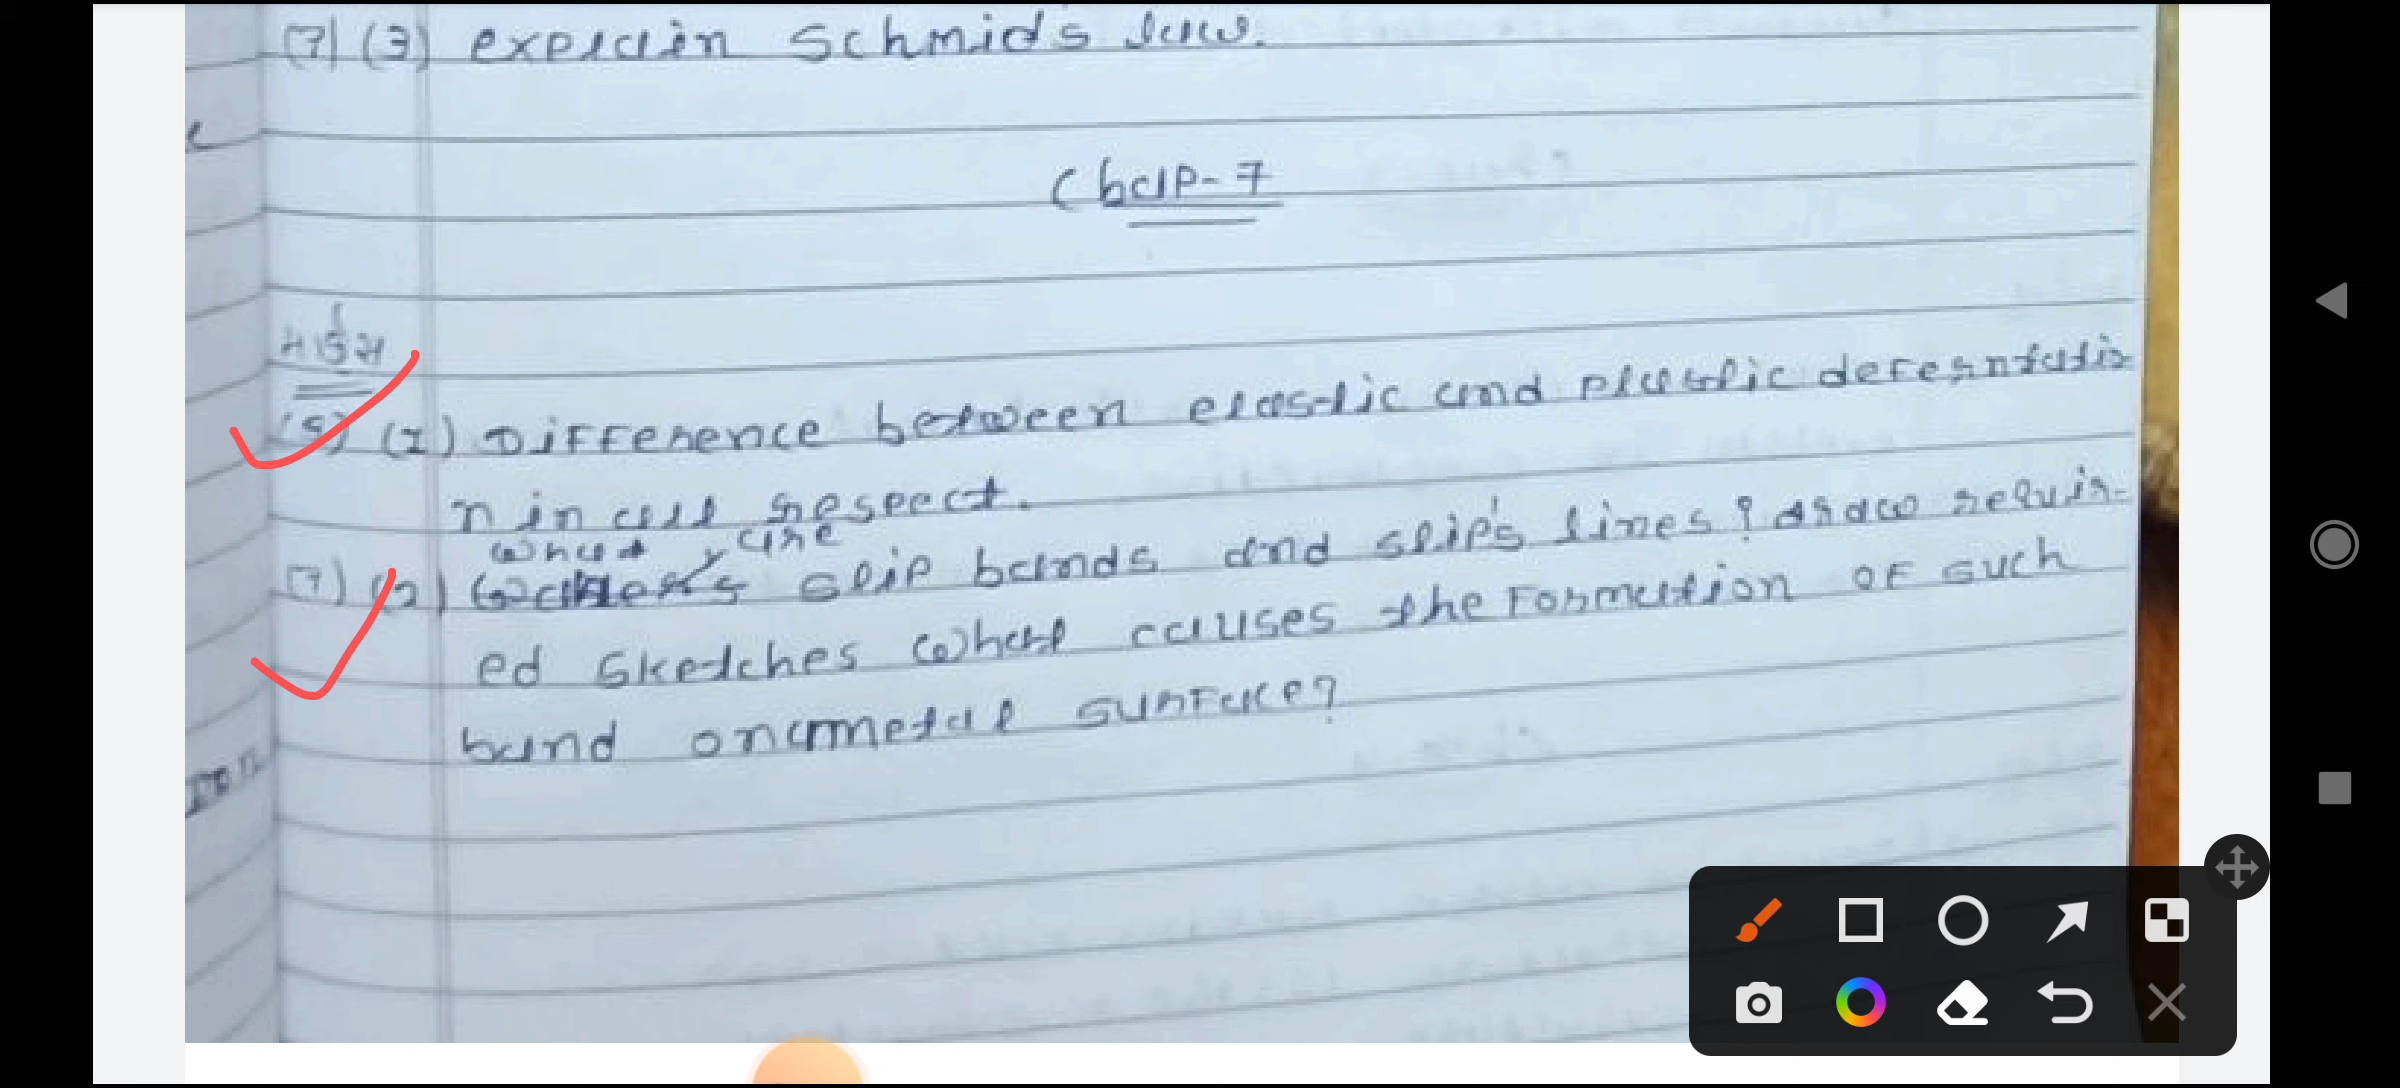 (7) (3) explain Schmid's law.
Chap-7
માર્કસ
(5) (1) Difference between elastic and plastic deformatio
n in all respect.
what are
(7) (2) slip bands and slip's lines? draw requir-
ed sketches what causes the Formation of such
band on metal surface?